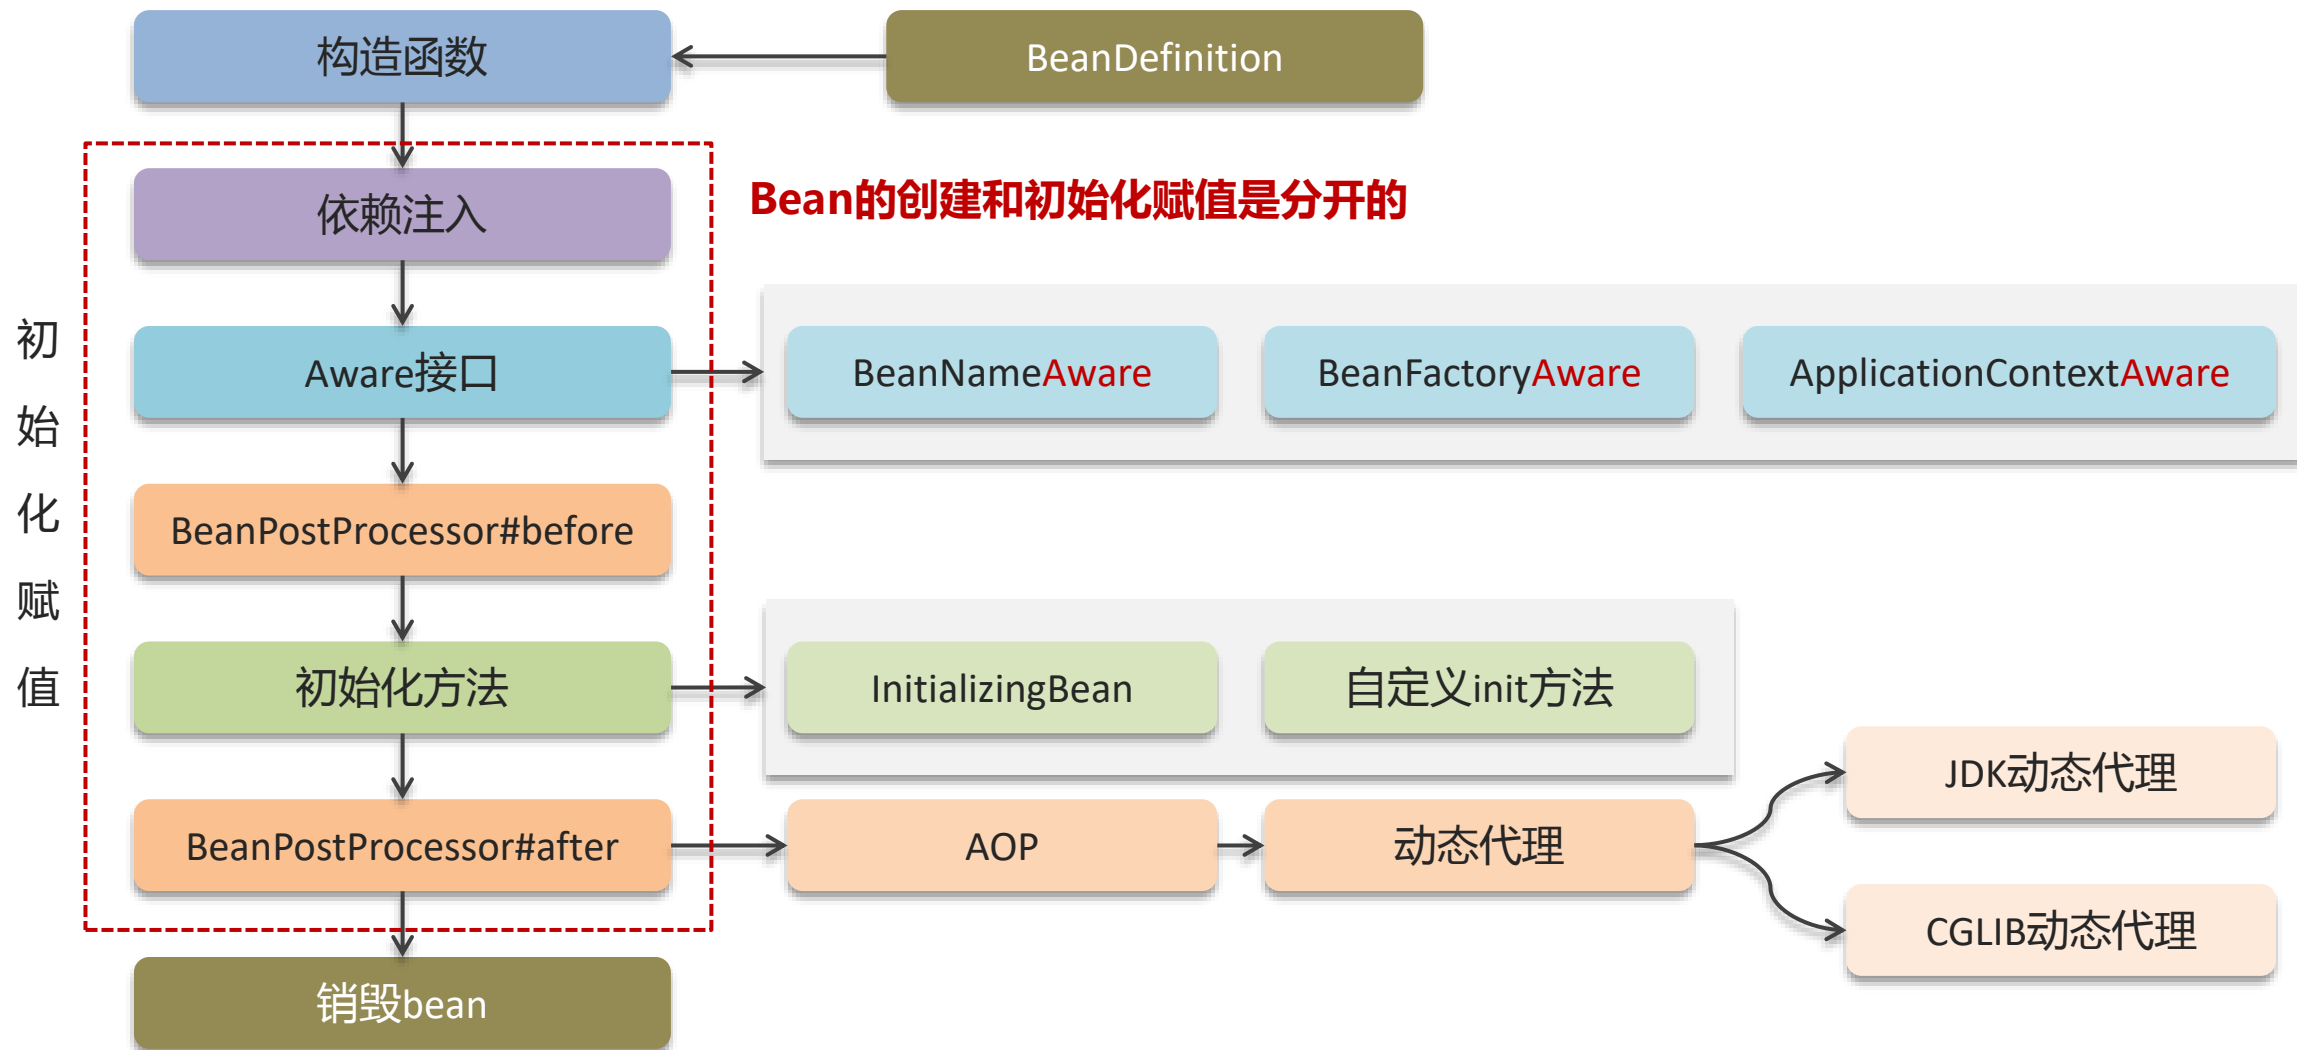 构造函数
BeanDefinition
依赖注入
Bean的创建和初始化赋值是分开的
初始化赋值
Aware接口
BeanNameAware
BeanFactoryAware
ApplicationContextAware
BeanPostProcessor#before
初始化方法
InitializingBean
自定义init方法
BeanPostProcessor#after
AOP
动态代理
JDK动态代理
CGLIB动态代理
销毁bean